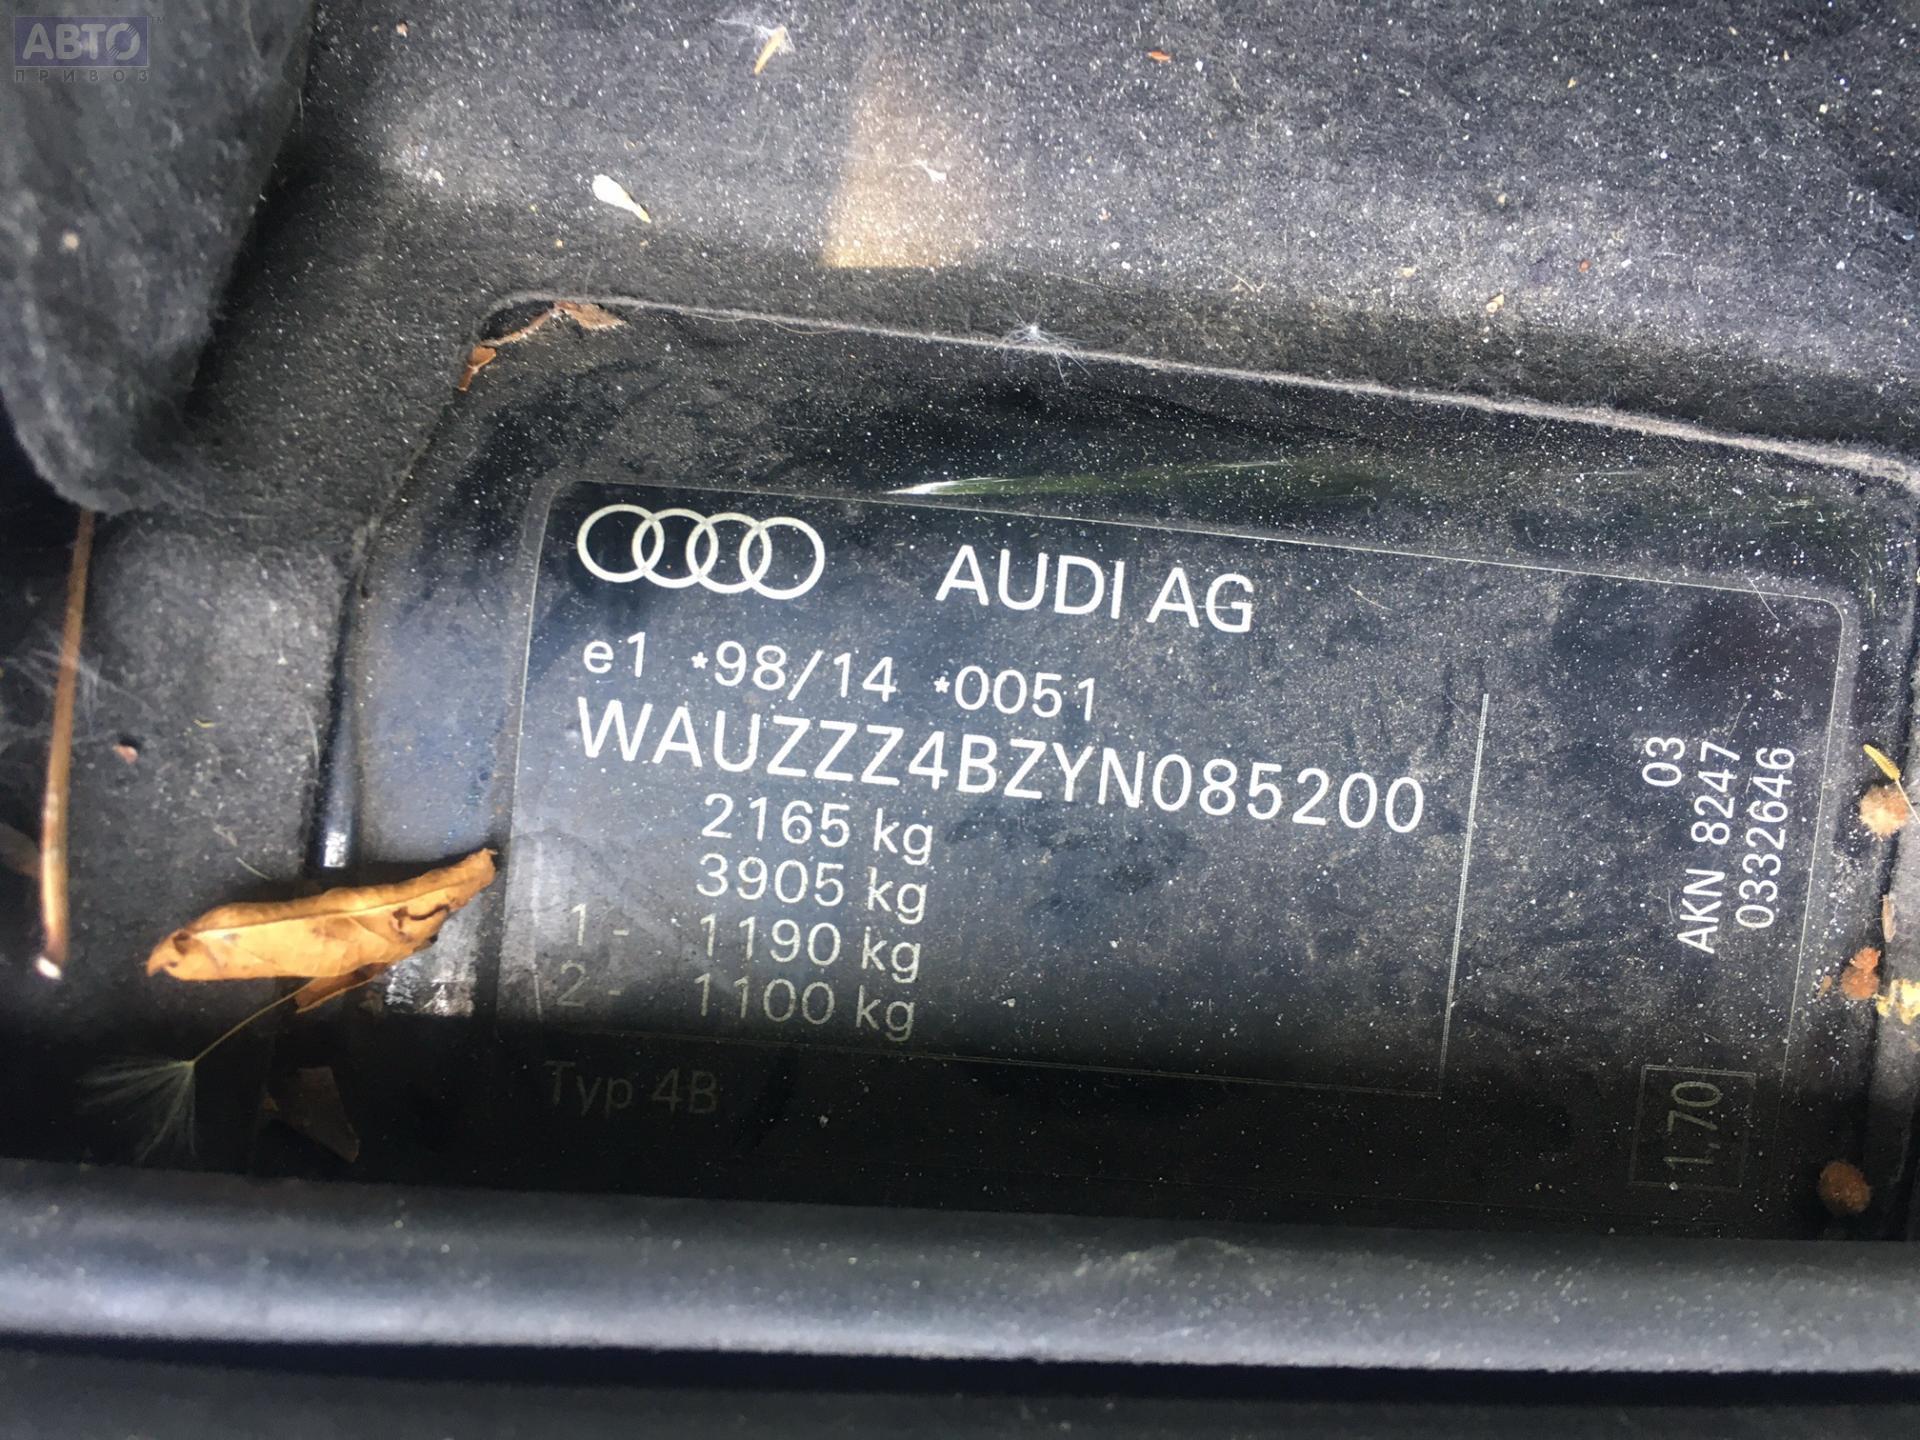 АВТО
ПРИВОЗ
AUDI AG
e1 *98/14 *0051
WAUZZZ4BZYN085200
2165 kg
3905 kg
1- 1190 kg
2- 1100 kg
Typ 4B
03
AKN 8247
0332646
1,70